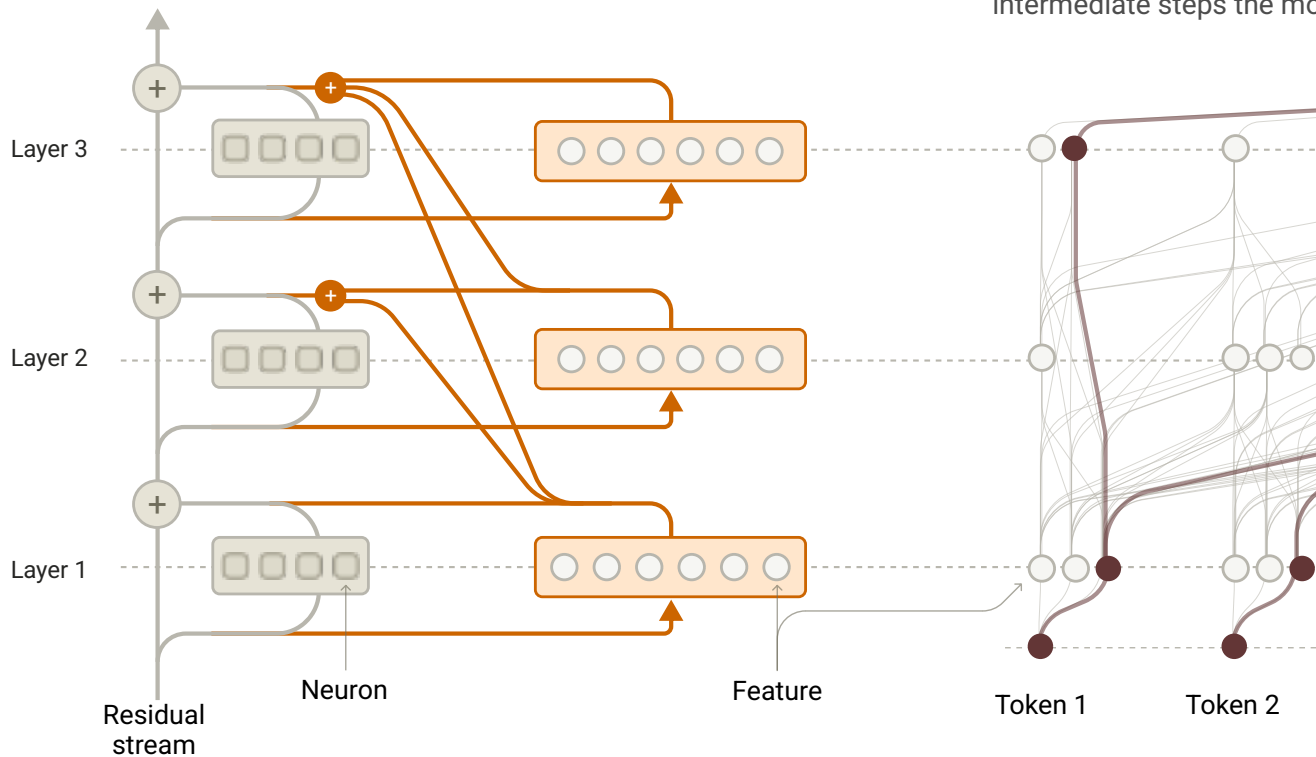 intermediate steps the mo
Layer 3
Layer 2
Layer 1
Neuron
Feature
Residual
stream
Token 1
Token 2